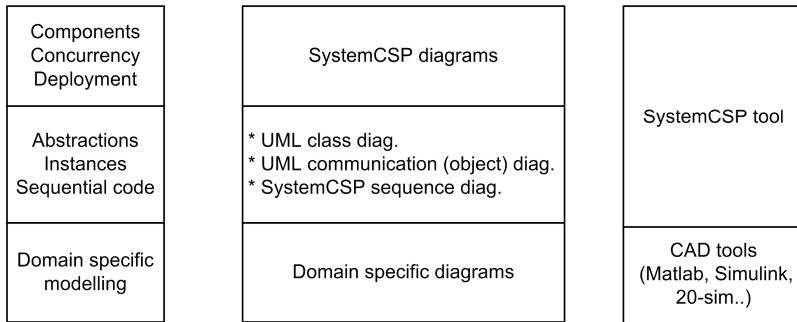 Components
Concurrency
Deployment
Abstractions
Instances
Sequential code
Domain specific
modelling
SystemCSP diagrams
* UML class diag.
* UML communication (object) diag.
* SystemCSP sequence diag.
Domain specific diagrams
SystemCSP tool
CAD tools
(Matlab, Simulink,
20-sim..)